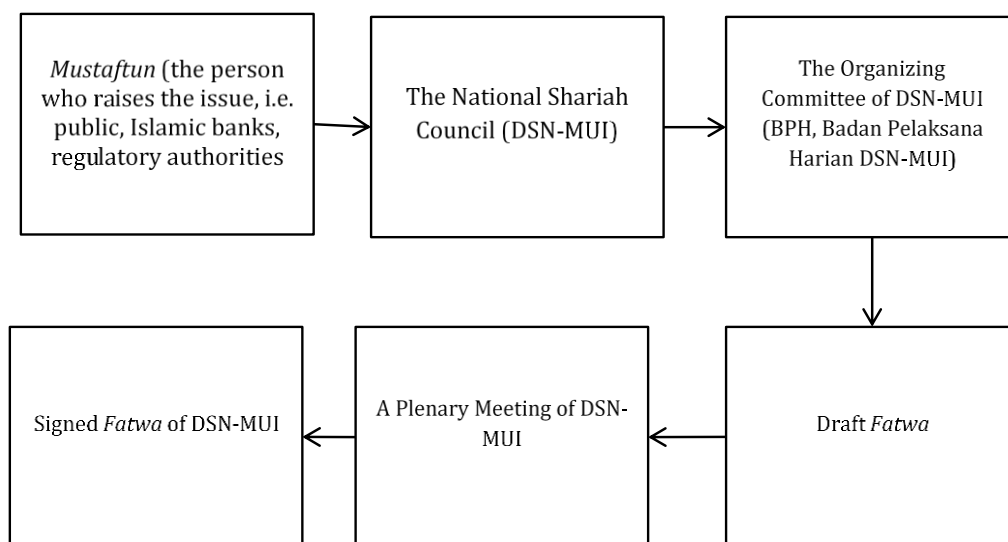 Mustaftun (the person
who raises the issue, i.e.
public, Islamic banks,
regulatory authorities
The National Shariah
Council (DSN-MUI)
The Organizing
Committee of DSN-MUI
(BPH, Badan Pelaksana
Harian DSN-MUI)
Draft Fatwa
A Plenary Meeting of DSN-
MUI
Signed Fatwa of DSN-MUI